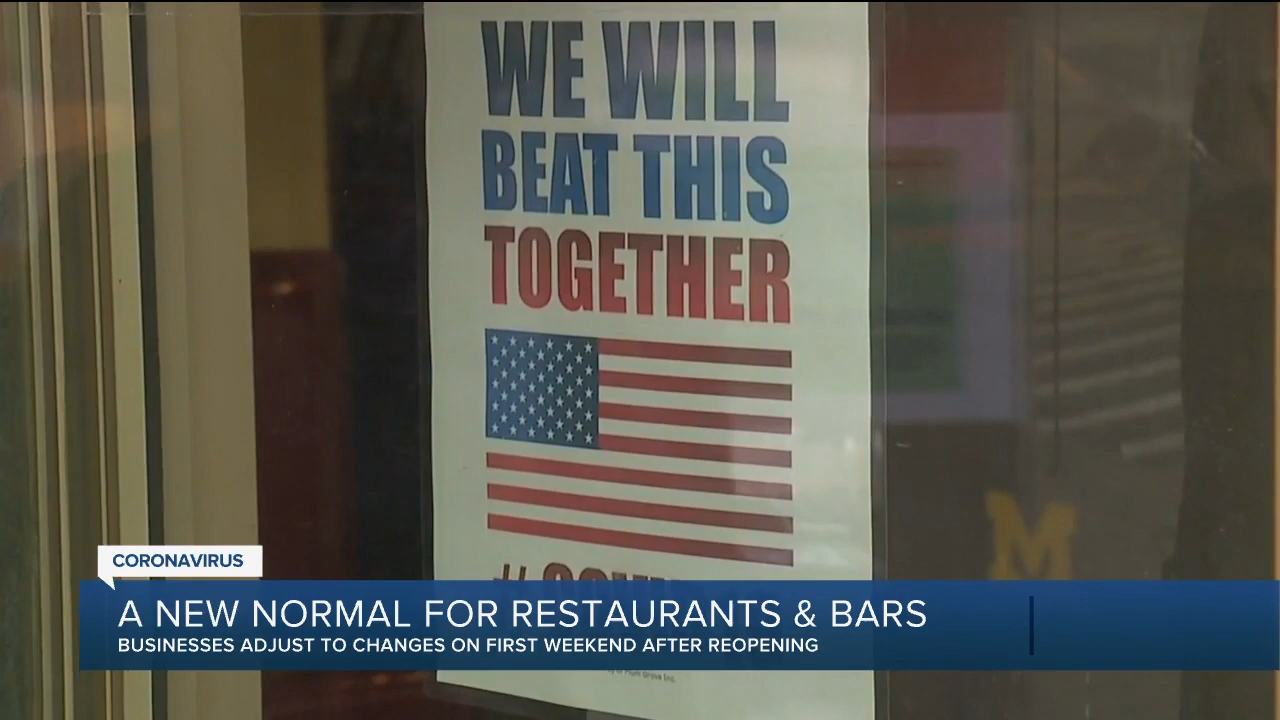 WE WILL
BEAT THIS
TOGETHER
M
CORONAVIRUS
A NEW NORMAL FOR RESTAURANTS & BARS
BUSINESSES ADJUST TO CHANGES ON FIRST WEEKEND AFTER REOPENING